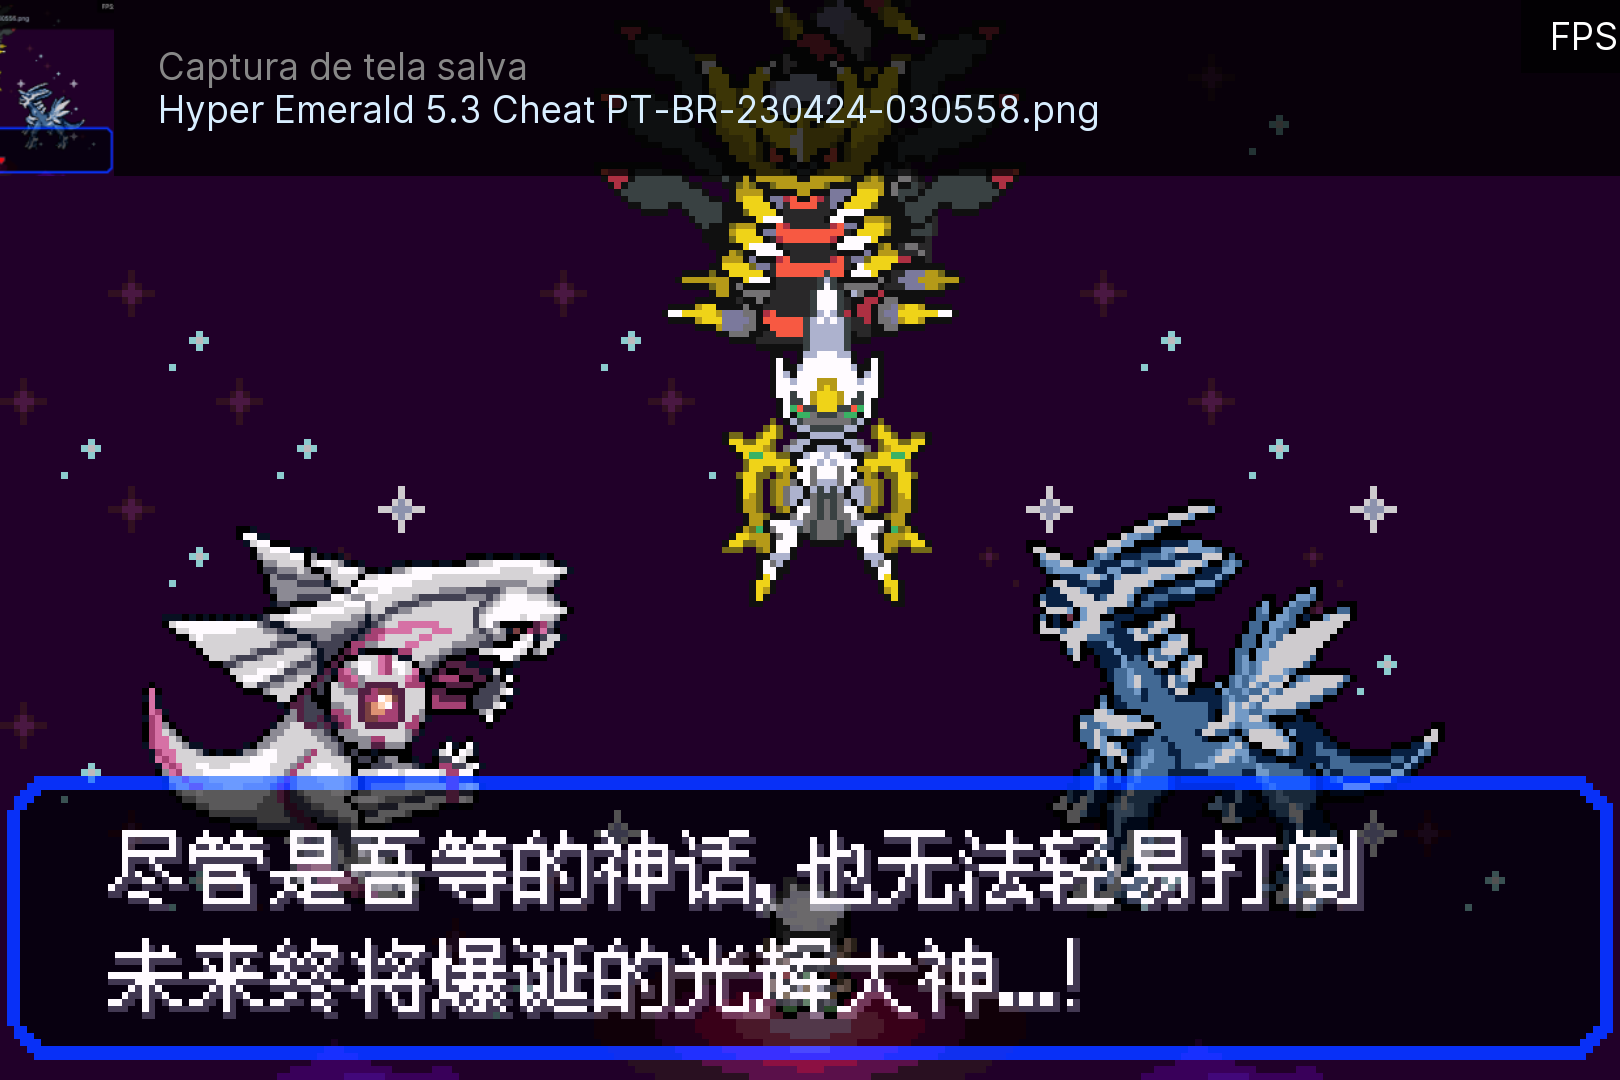 FPS
Captura de tela salva
Hyper Emerald 5.3 Cheat PT-BR-230424-030558.png
FPS
尽管是吾等的神话,也无法轻易打倒
未来终将爆诞的光辉大神...!